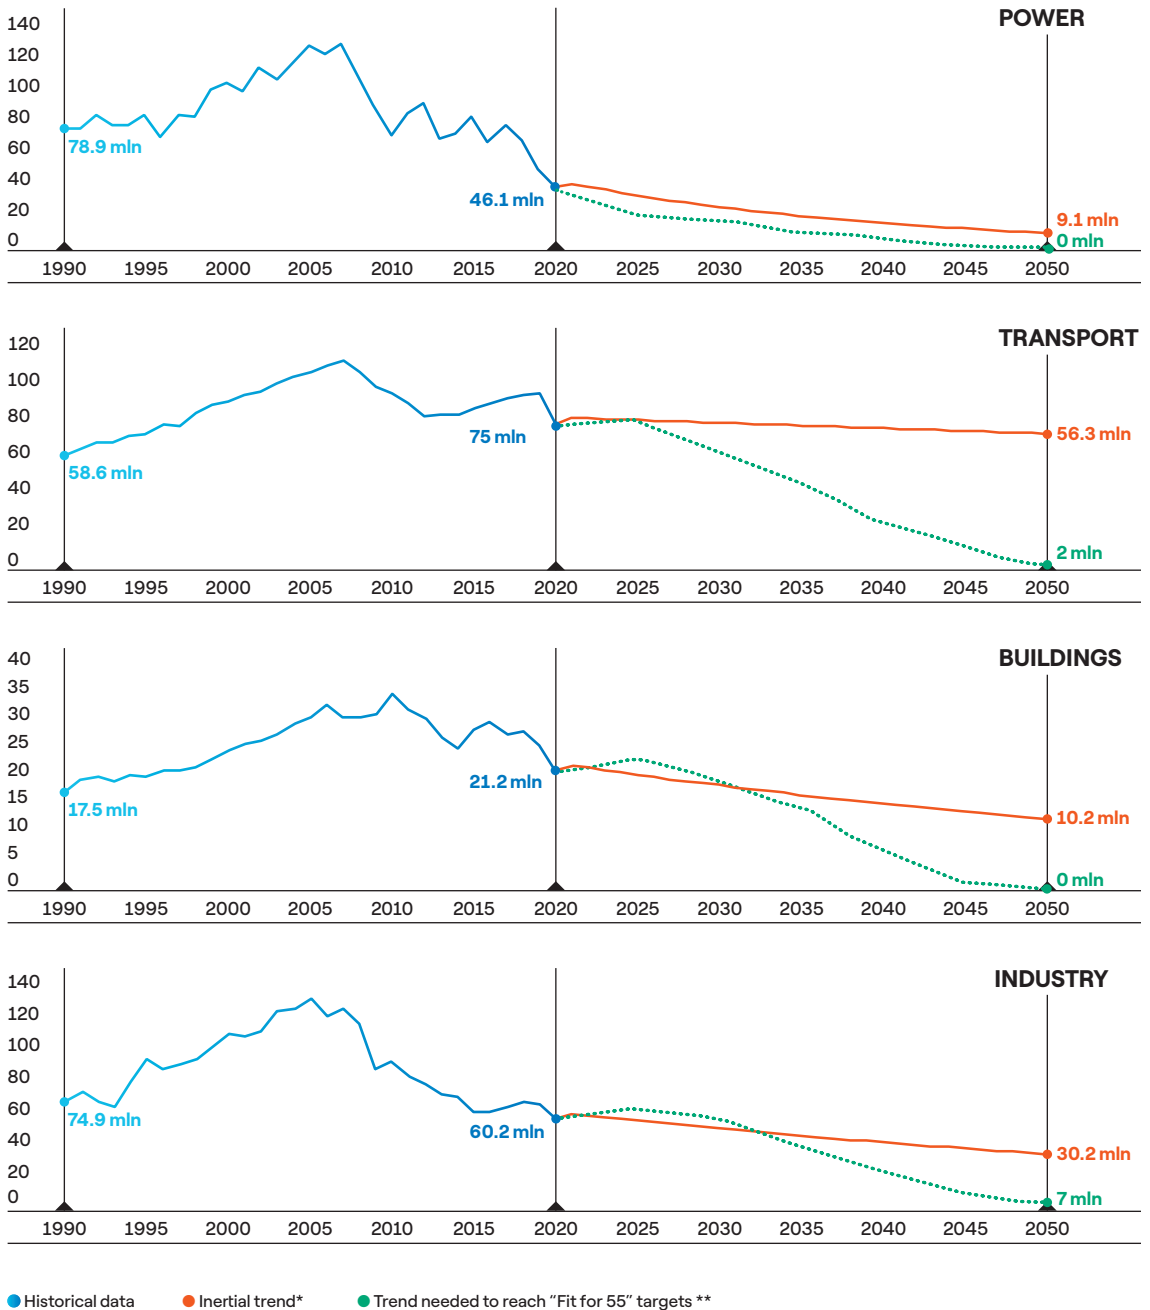 POWER
140
120
100
80
60
40
20
0
78.9 mln
46.1 mln
9.1 mln
0 mln
1990 1995 2000 2005 2010 2015 2020 2025 2030 2035 2040 2045 2050
TRANSPORT
120
100
80
60
40
20
0
58.6 mln
75 mln
56.3 mln
2 mln
1990 1995 2000 2005 2010 2015 2020 2025 2030 2035 2040 2045 2050
BUILDINGS
40
35
30
25
20
15
10
5
0
17.5 mln
21.2 mln
10.2 mln
0 mln
1990 1995 2000 2005 2010 2015 2020 2025 2030 2035 2040 2045 2050
INDUSTRY
140
120
100
80
60
40
20
0
74.9 mln
60.2 mln
30.2 mln
7 mln
1990 1995 2000 2005 2010 2015 2020 2025 2030 2035 2040 2045 2050
Historical data Inertial trend* Trend needed to reach “Fit for 55” targets **